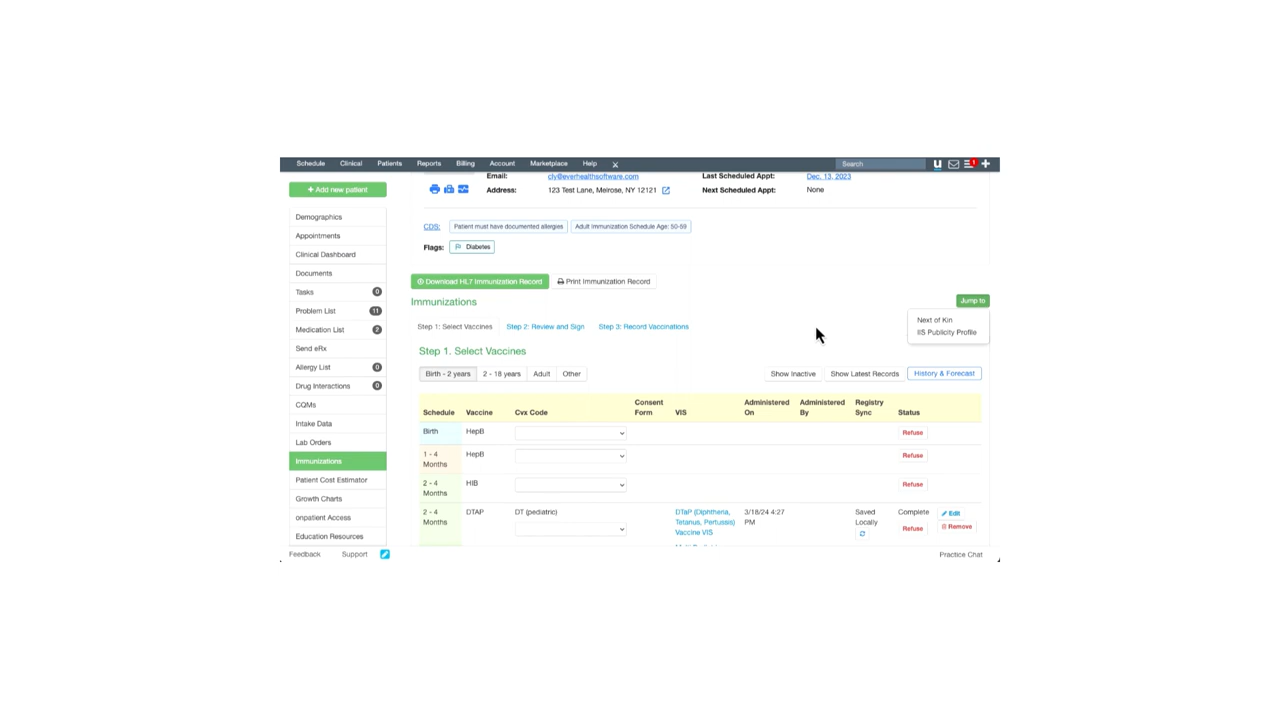 Schedule Clinical Patients Reports Billing Account Marketplace Help Search 1
+ Add new patient
Email: cly@everhealthsoftware.com Last Scheduled Appt: Dec. 13, 2023
Address: 123 Test Lane, Melrose, NY 12121 Next Scheduled Appt: None
Demographics
Appointments
Clinical Dashboard
Documents
Tasks 0
Problem List 11
Medication List 2
Send eRx
Allergy List 0
Drug Interactions 0
CQMs
Intake Data
Lab Orders
Immunizations
Patient Cost Estimator
Growth Charts
onpatient Access
Education Resources
CDS: Patient must have documented allergies Adult Immunization Schedule Age: 50-59
Flags: Diabetes
Download HL7 Immunization Record Print Immunization Record
Immunizations Jump to
Next of Kin
IIS Publicity Profile
Step 1: Select Vaccines Step 2: Review and Sign Step 3: Record Vaccinations
Step 1. Select Vaccines
Birth - 2 years 2 - 18 years Adult Other Show Inactive Show Latest Records History & Forecast
Schedule Vaccine Cvx Code Consent Form VIS Administered On Administered By Registry Sync Status
Birth HepB Refuse
1 - 4 Months HepB Refuse
2 - 4 Months HIB Refuse
2 - 4 Months DTAP DT (pediatric) DTaP (Diphtheria, Tetanus, Pertussis) Vaccine VIS 3/18/24 4:27 PM Saved Locally Complete Edit
Refuse Remove
Feedback Support Practice Chat